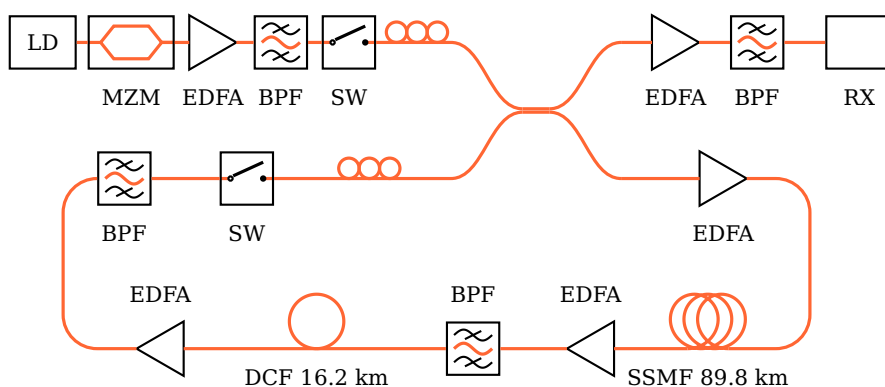 LD
MZM EDFA BPF SW EDFA BPF RX
BPF SW EDFA
EDFA BPF EDFA
DCF 16.2 km SSMF 89.8 km